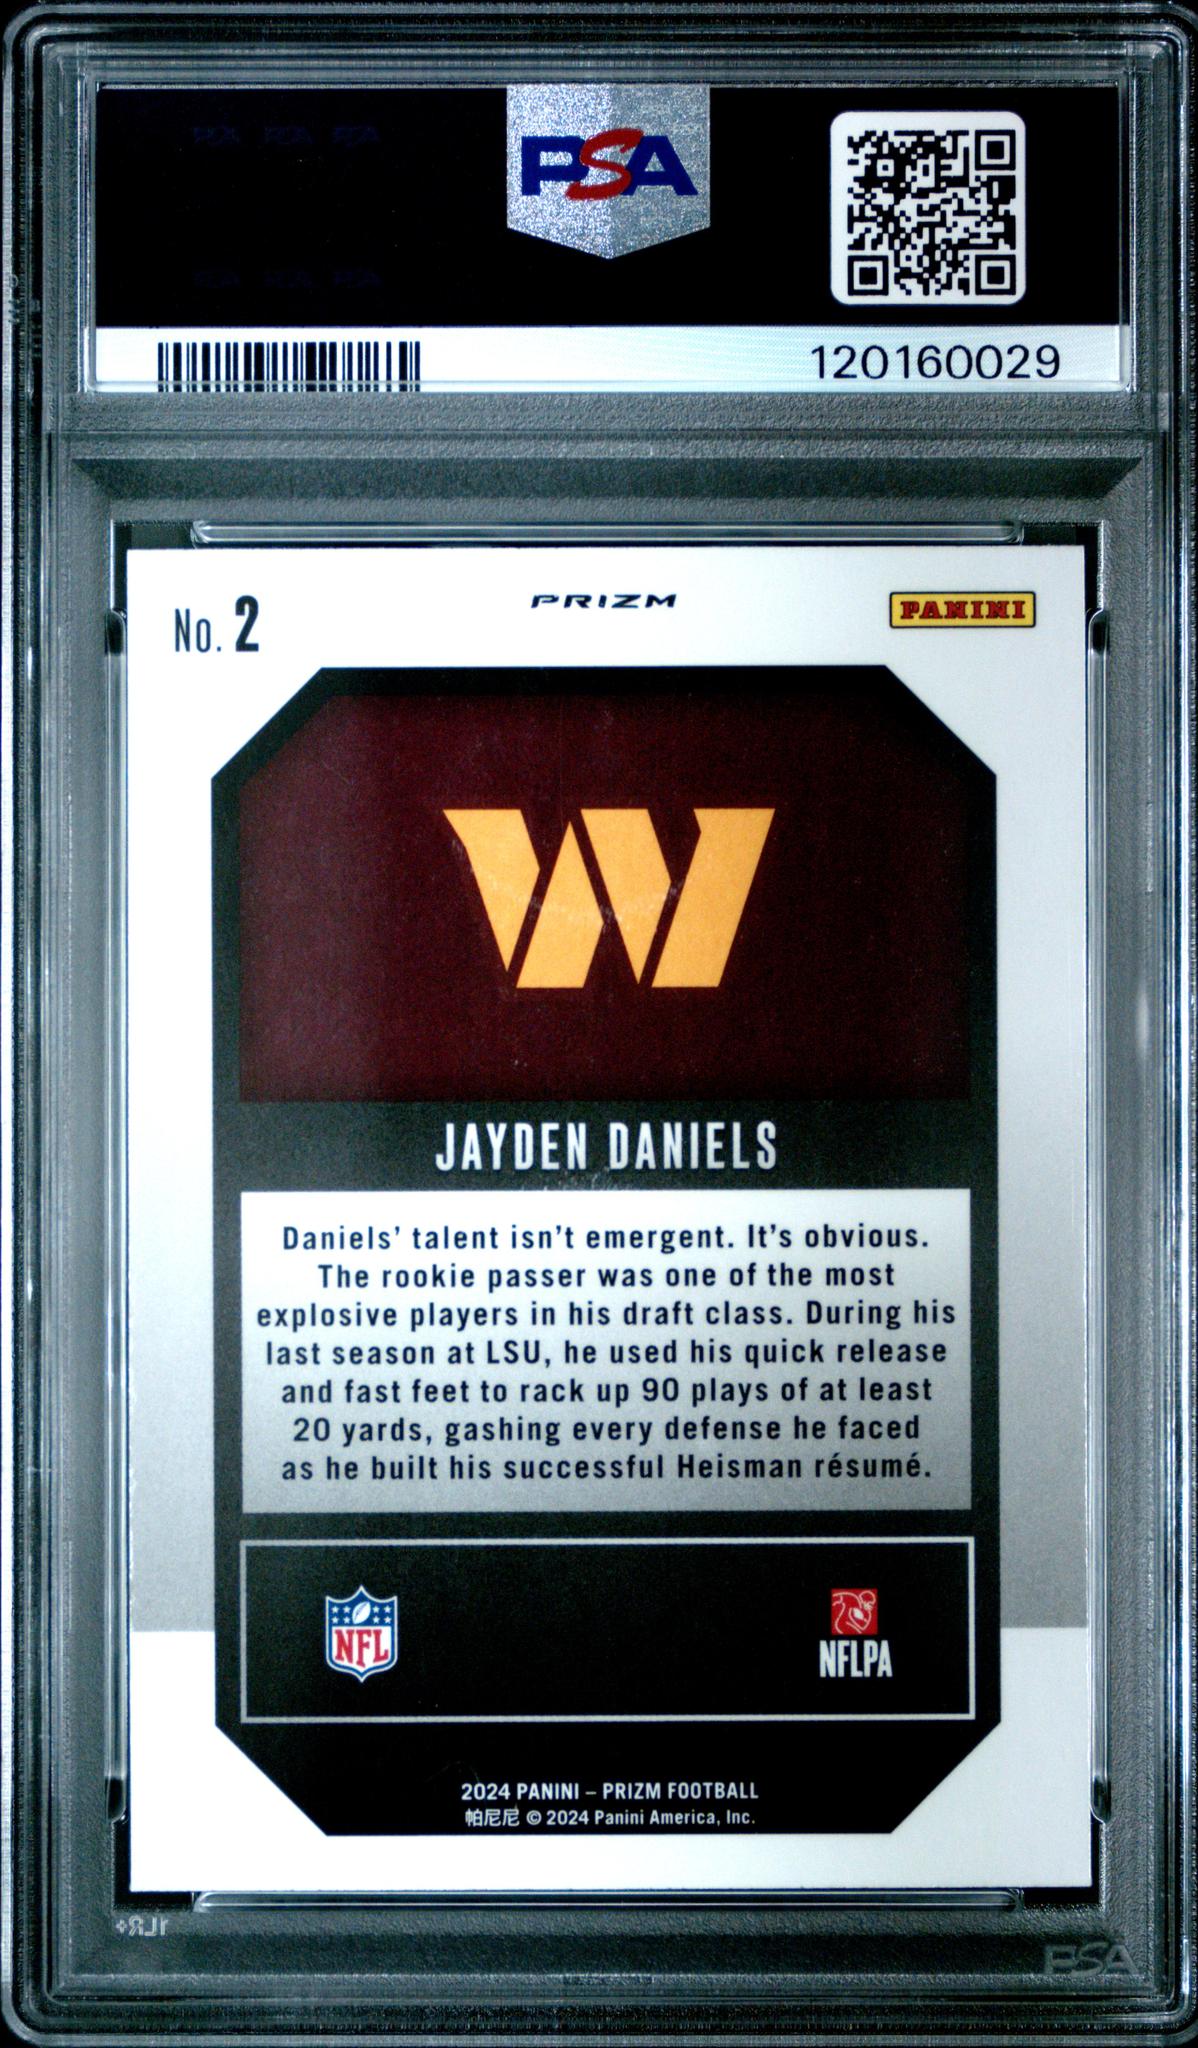 PSA
120160029
No. 2
PRIZM
PANINI
W
JAYDEN DANIELS
Daniels’ talent isn’t emergent. It’s obvious.
The rookie passer was one of the most
explosive players in his draft class. During his
last season at LSU, he used his quick release
and fast feet to rack up 90 plays of at least
20 yards, gashing every defense he faced
as he built his successful Heisman résumé.
NFL
NFLPA
2024 PANINI – PRIZM FOOTBALL
帕尼尼 © 2024 Panini America, Inc.
1LR+
PSA